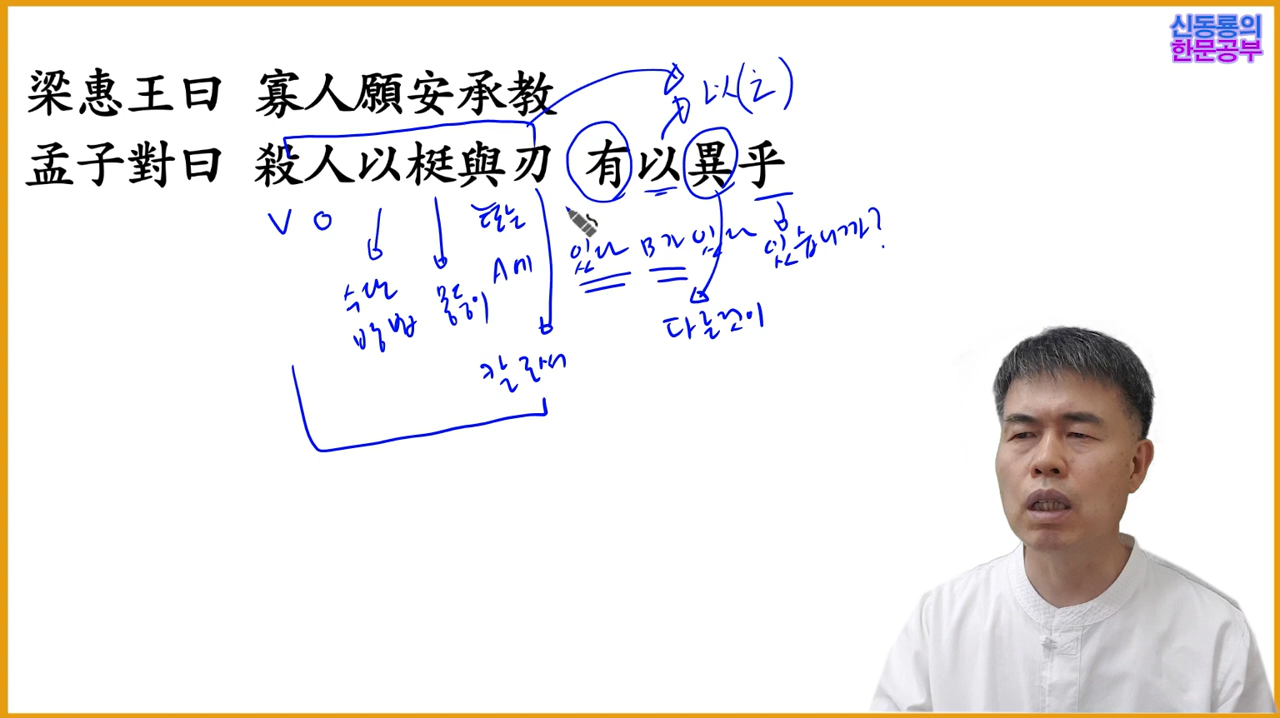 신동룡의
한문공부
梁惠王曰 寡人願安承敎
孟子對曰 殺人以梃與刃 有以異乎
以(之)
V O
또는
A에
있다 B가 있다
있습니까?
수단
방법
몽둥이
다를것이
칼로써